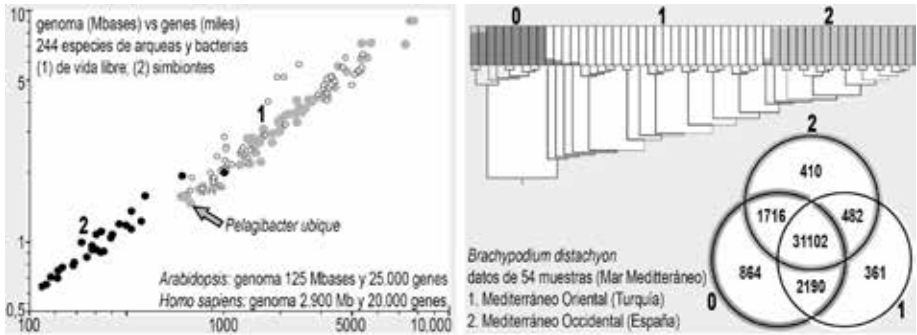 10
genoma (Mbases) vs genes (miles)
244 especies de arqueas y bacterias
(1) de vida libre; (2) simbiontes
5
1
2
Pelagibacter ubique
1
Arabidopsis: genoma 125 Mbases y 25.000 genes
Homo sapiens: genoma 2.900 Mb y 20.000 genes
0.5
100
1000
5000
10.000
0
1
2
2
410
1716
482
31102
864
2190
361
0
1
Brachypodium distachyon
datos de 54 muestras (Mar Meditteráneo)
1. Mediterráneo Oriental (Turquía)
2. Mediterráneo Occidental (España)